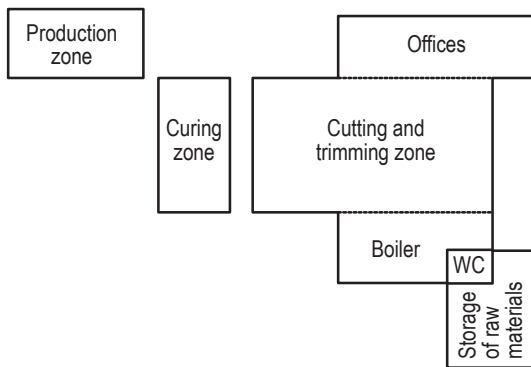 Production
zone
Offices
Curing
zone
Cutting and
trimming zone
Boiler
WC
Storage
of raw
materials